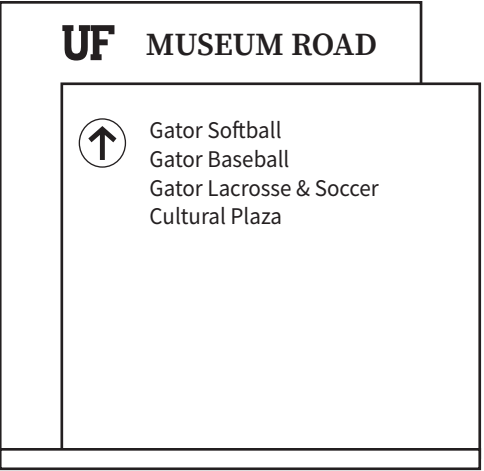 UF MUSEUM ROAD
Gator Softball
Gator Baseball
Gator Lacrosse & Soccer
Cultural Plaza